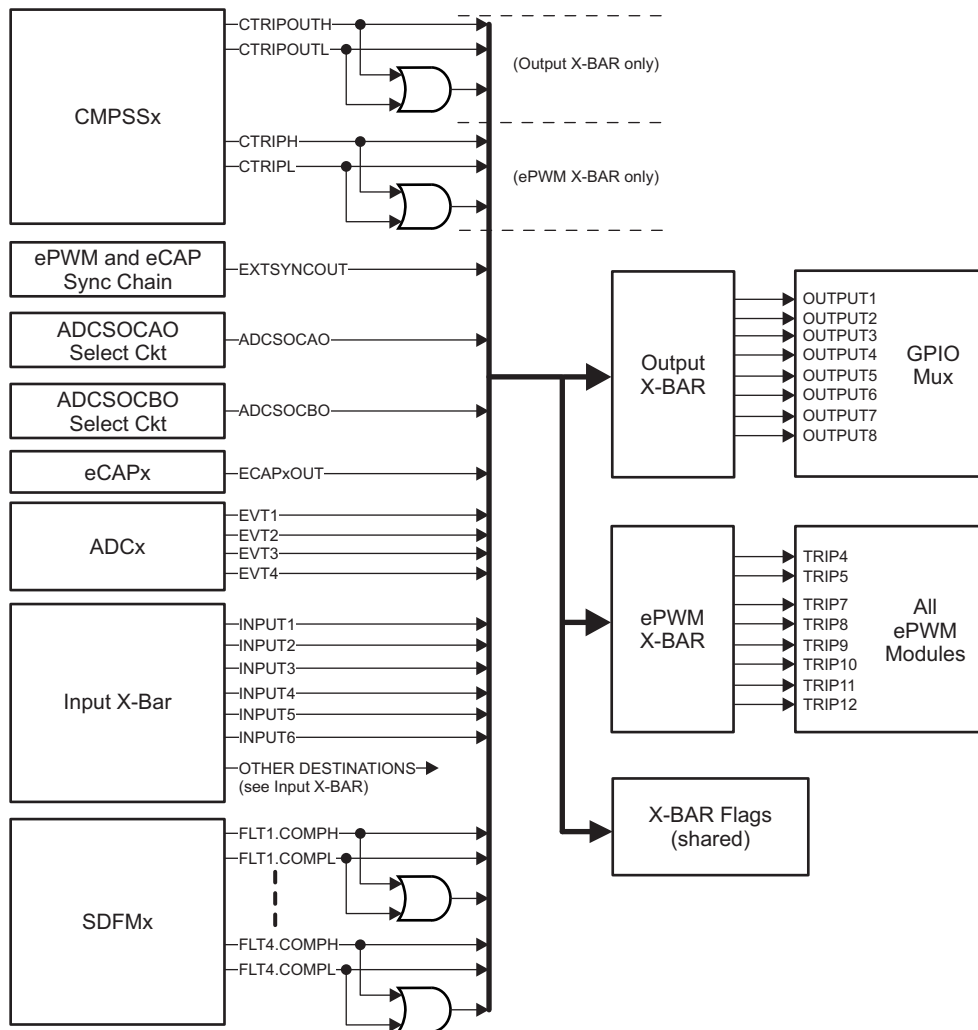 CMPSSx
CTRIPOUTH
CTRIPOUTL
(Output X-BAR only)
CTRIPH
CTRIPL
(ePWM X-BAR only)
ePWM and eCAP
Sync Chain
EXTSYNCOUT
ADCSOCAO
Select Ckt
ADCSOCAO
ADCSOCBO
Select Ckt
ADCSOCBO
eCAPx
ECAPxOUT
ADCx
EVT1
EVT2
EVT3
EVT4
Input X-Bar
INPUT1
INPUT2
INPUT3
INPUT4
INPUT5
INPUT6
OTHER DESTINATIONS
(see Input X-BAR)
SDFMx
FLT1.COMPH
FLT1.COMPL
FLT4.COMPH
FLT4.COMPL
Output
X-BAR
OUTPUT1
OUTPUT2
OUTPUT3
OUTPUT4
OUTPUT5
OUTPUT6
OUTPUT7
OUTPUT8
GPIO
Mux
ePWM
X-BAR
TRIP4
TRIP5
TRIP7
TRIP8
TRIP9
TRIP10
TRIP11
TRIP12
All
ePWM
Modules
X-BAR Flags
(shared)